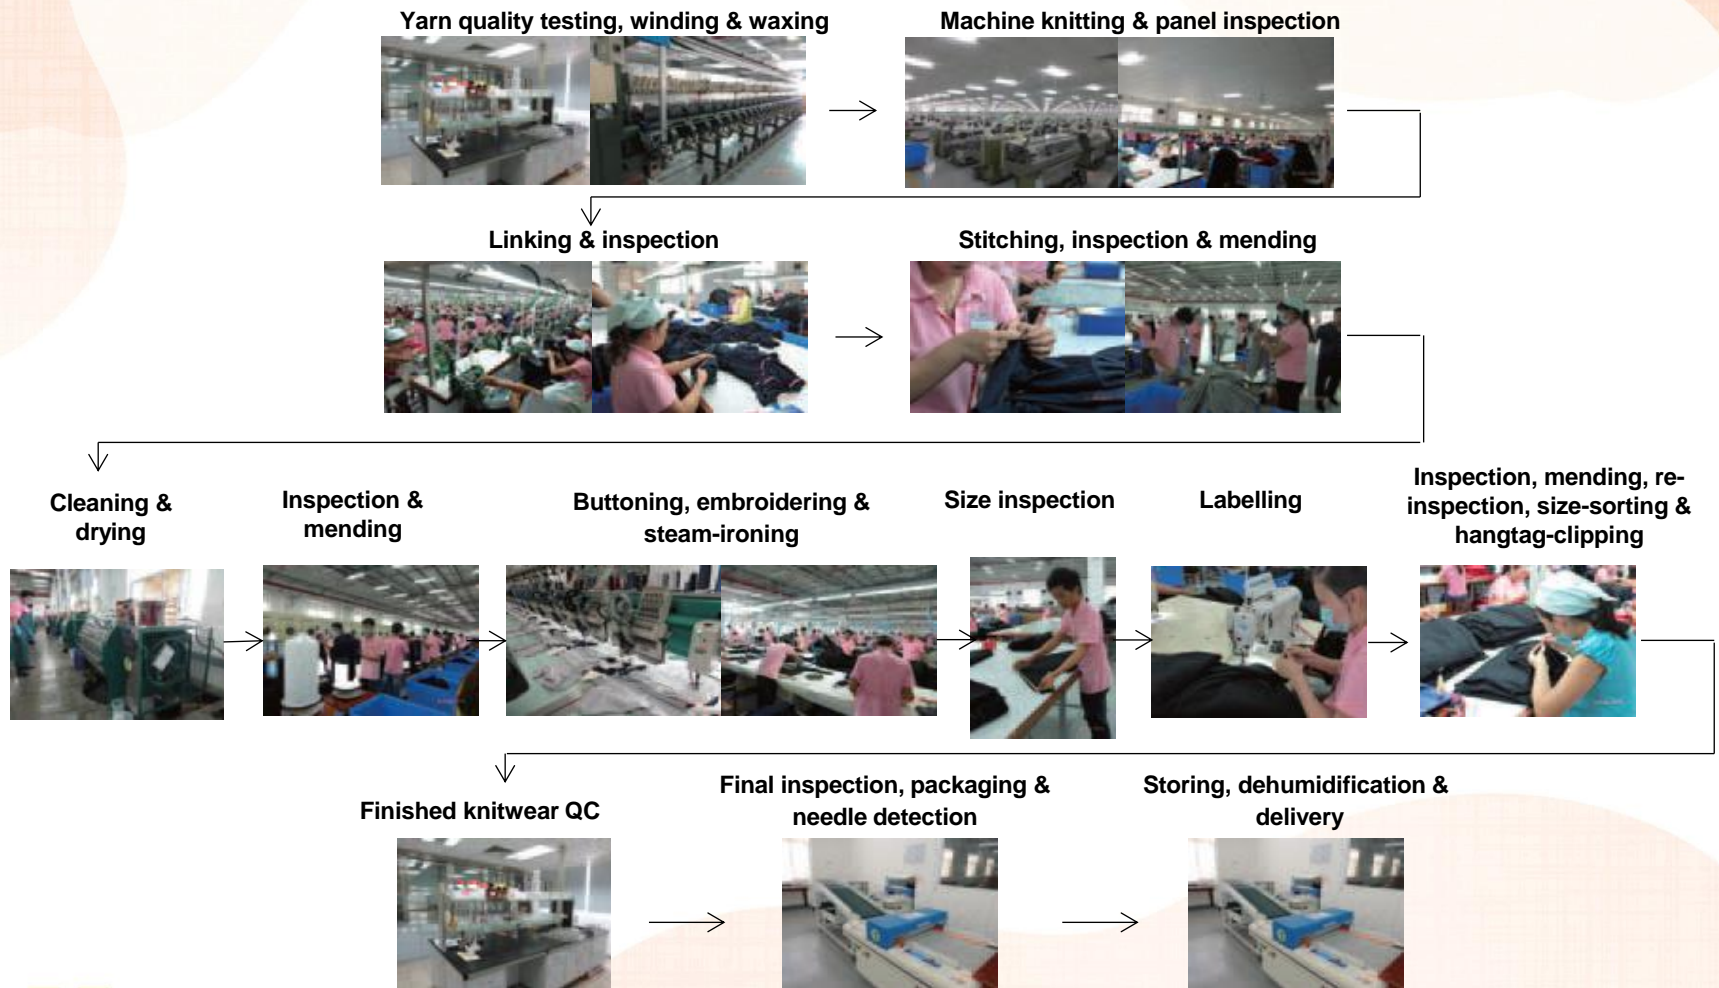 Yarn quality testing, winding & waxing
Machine knitting & panel inspection
Linking & inspection
Stitching, inspection & mending
Cleaning &
drying
Inspection &
mending
Buttoning, embroidering &
steam-ironing
Size inspection
Labelling
Inspection, mending, re-
inspection, size-sorting &
hangtag-clipping
Finished knitwear QC
Final inspection, packaging &
needle detection
Storing, dehumidification &
delivery